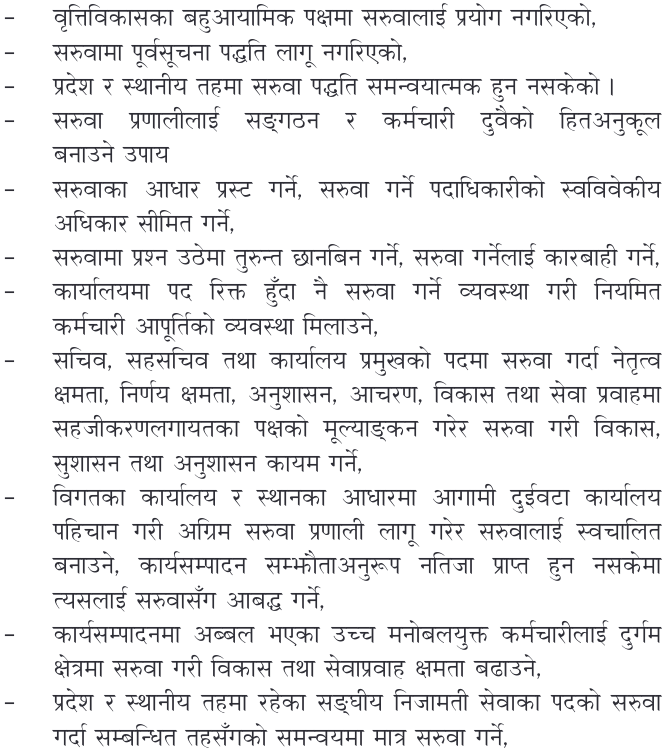 – वृत्तिविकासका बहुआयामिक पक्षमा सरुवालाई प्रयोग नगरिएको,
– सरुवामा पूर्वसूचना पद्धति लागू नगरिएको,
– प्रदेश र स्थानीय तहमा सरुवा पद्धति समन्वयात्मक हुन नसकेको ।
– सरुवा प्रणालीलाई सङ्गठन र कर्मचारी दुवैको हितअनुकूल
बनाउने उपाय
– सरुवाका आधार प्रस्ट गर्ने, सरुवा गर्ने पदाधिकारीको स्वविवेकीय
अधिकार सीमित गर्ने,
– सरुवामा प्रश्न उठेमा तुरुन्त छानबिन गर्ने, सरुवा गर्नेलाई कारबाही गर्ने,
– कार्यालयमा पद रिक्त हुँदा नै सरुवा गर्ने व्यवस्था गरी नियमित
कर्मचारी आपूर्तिको व्यवस्था मिलाउने,
– सचिव, सहसचिव तथा कार्यालय प्रमुखको पदमा सरुवा गर्दा नेतृत्व
क्षमता, निर्णय क्षमता, अनुशासन, आचरण, विकास तथा सेवा प्रवाहमा
सहजीकरणलगायतका पक्षको मूल्याङ्कन गरेर सरुवा गरी विकास,
सुशासन तथा अनुशासन कायम गर्ने,
– विगतका कार्यालय र स्थानका आधारमा आगामी दुईवटा कार्यालय
पहिचान गरी अग्रिम सरुवा प्रणाली लागू गरेर सरुवालाई स्वचालित
बनाउने, कार्यसम्पादन सम्झौताअनुरूप नतिजा प्राप्त हुन नसकेमा
त्यसलाई सरुवासँग आबद्ध गर्ने,
– कार्यसम्पादनमा अब्बल भएका उच्च मनोबलयुक्त कर्मचारीलाई दुर्गम
क्षेत्रमा सरुवा गरी विकास तथा सेवाप्रवाह क्षमता बढाउने,
– प्रदेश र स्थानीय तहमा रहेका सङ्घीय निजामती सेवाका पदको सरुवा
गर्दा सम्बन्धित तहसँगको समन्वयमा मात्र सरुवा गर्ने,